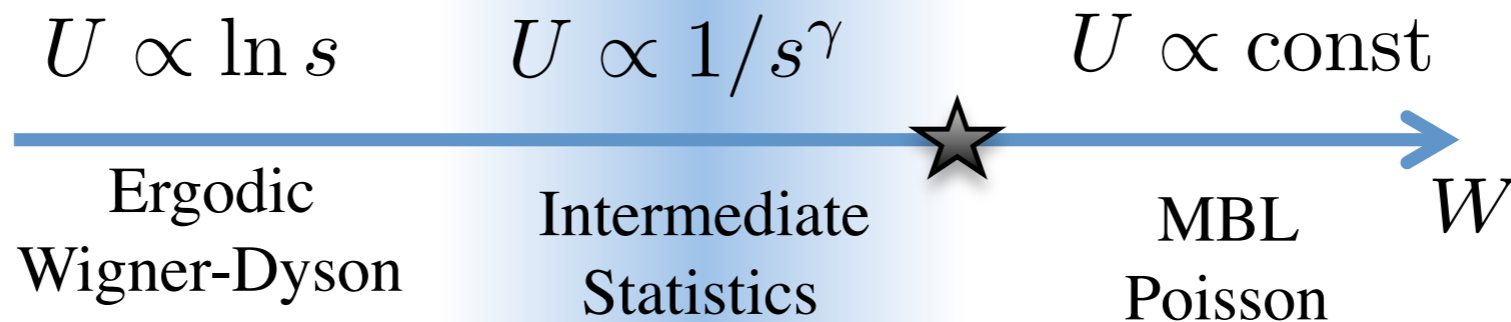 U ∝ ln s
U ∝ 1/s^γ
U ∝ const
Ergodic
Wigner-Dyson
Intermediate
Statistics
MBL
Poisson
W